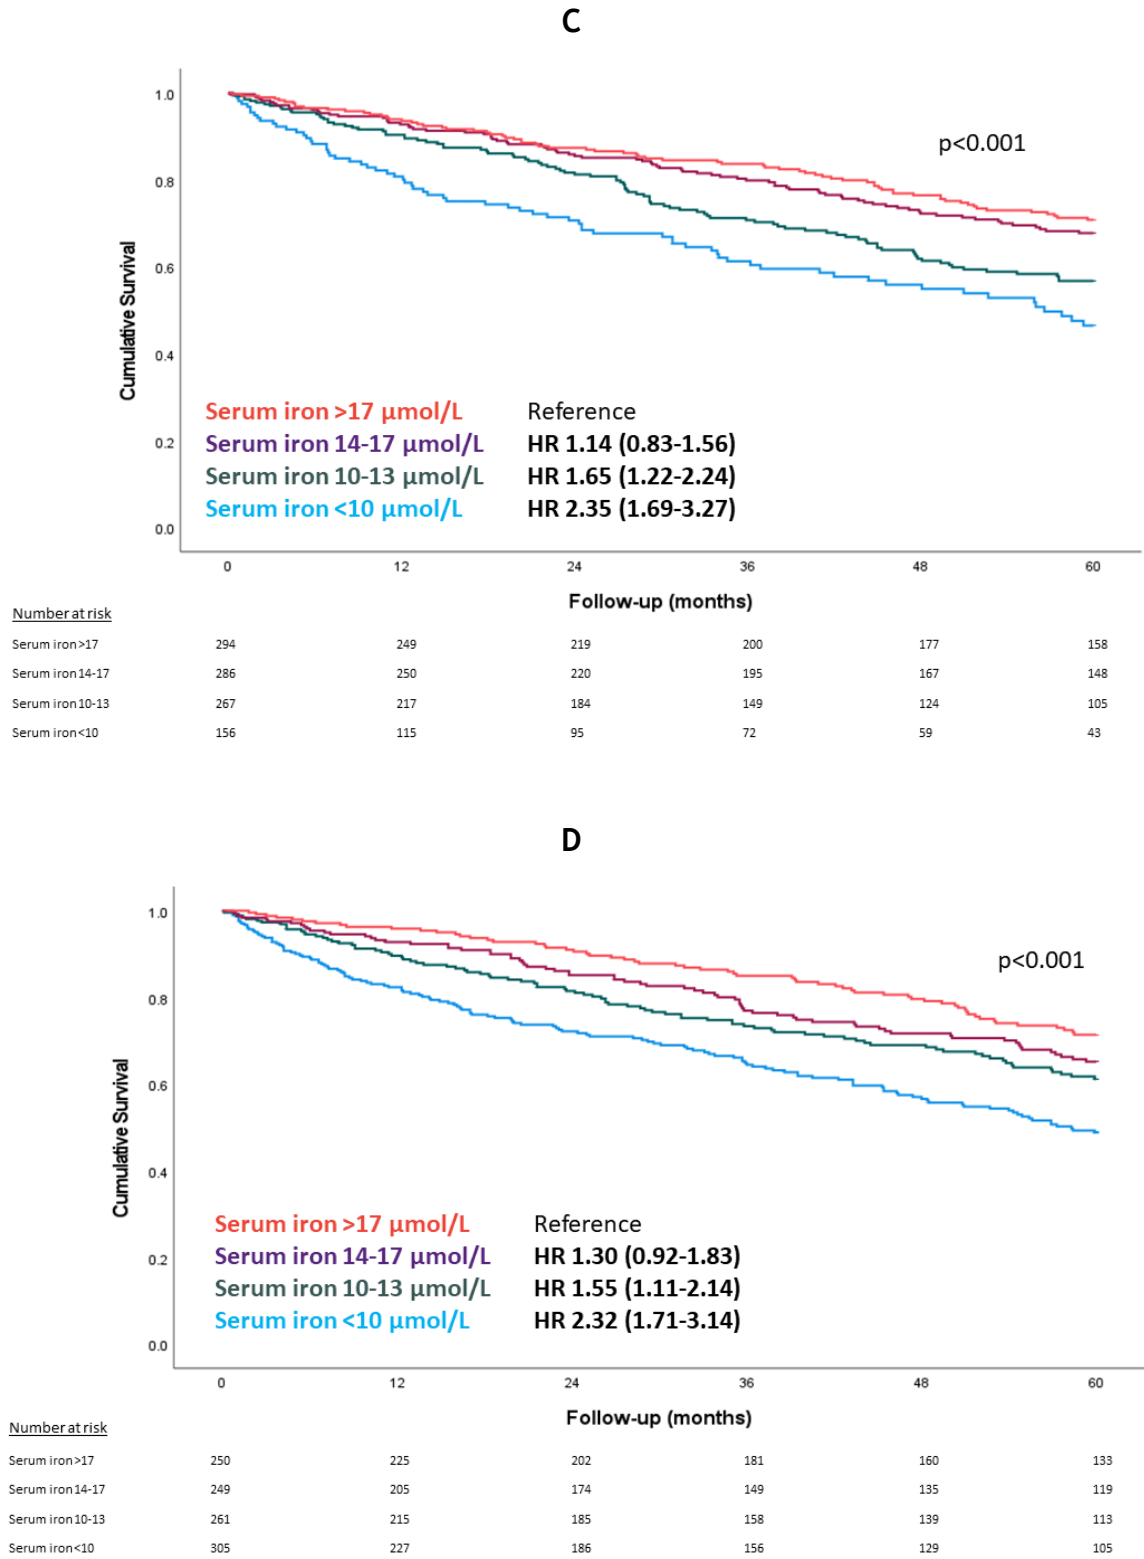 C
1.0
p<0.001
0.8
0.6
Cumulative Survival
0.4
Serum iron >17 μmol/L Reference
Serum iron 14-17 μmol/L HR 1.14 (0.83-1.56)
0.2
Serum iron 10-13 μmol/L HR 1.65 (1.22-2.24)
Serum iron <10 μmol/L HR 2.35 (1.69-3.27)
0.0
0 12 24 36 48 60
Follow-up (months)
Number at risk
Serum iron >17 294 249 219 200 177 158
Serum iron 14-17 286 250 220 195 167 148
Serum iron 10-13 267 217 184 149 124 105
Serum iron <10 156 115 95 72 59 43
D
1.0
p<0.001
0.8
0.6
Cumulative Survival
0.4
Serum iron >17 μmol/L Reference
Serum iron 14-17 μmol/L HR 1.30 (0.92-1.83)
0.2
Serum iron 10-13 μmol/L HR 1.55 (1.11-2.14)
Serum iron <10 μmol/L HR 2.32 (1.71-3.14)
0.0
0 12 24 36 48 60
Follow-up (months)
Number at risk
Serum iron >17 250 225 202 181 160 133
Serum iron 14-17 249 205 174 149 135 119
Serum iron 10-13 261 215 185 158 139 113
Serum iron <10 305 227 186 156 129 105